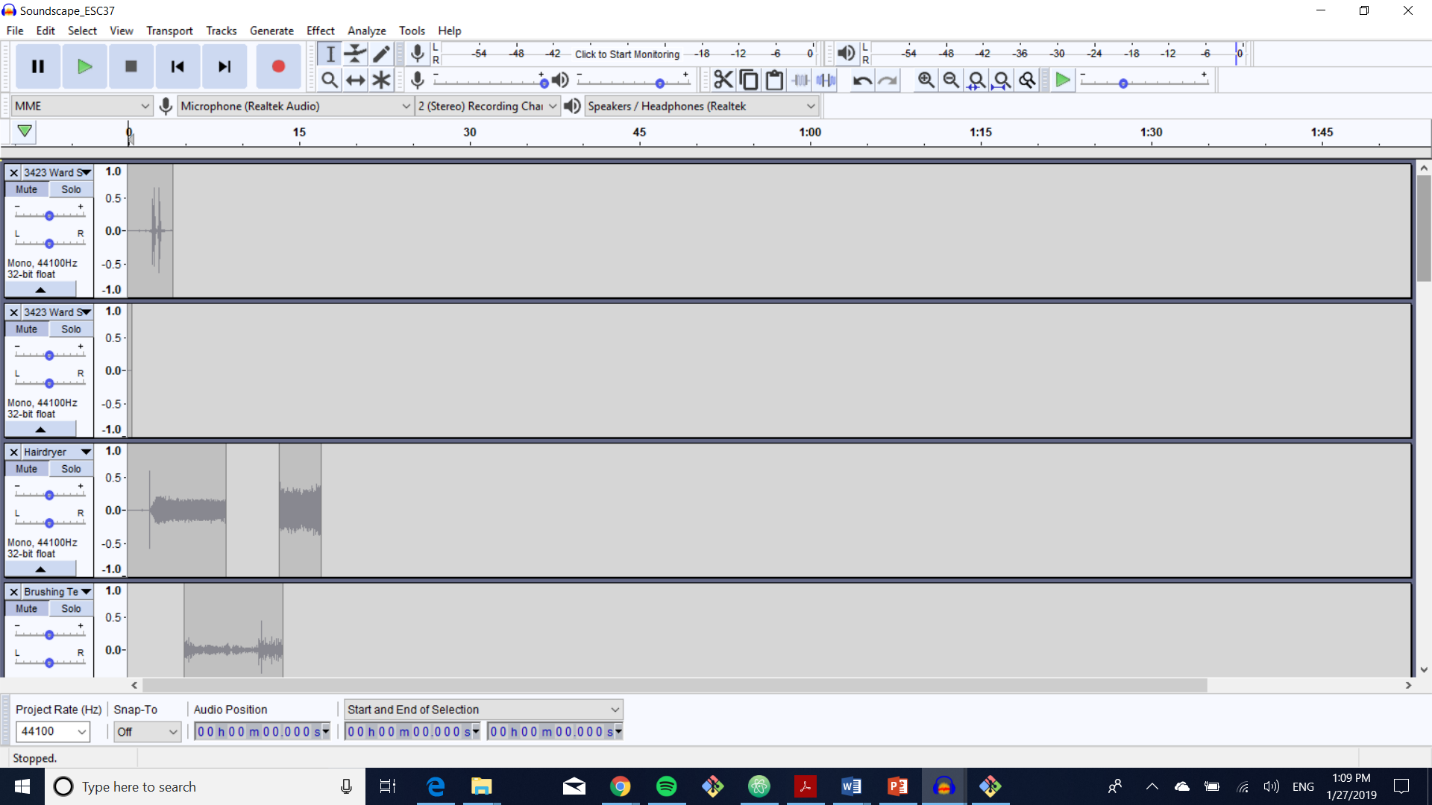 Soundscape_ESC37
File Edit Select View Transport Tracks Generate Effect Analyze Tools Help
L R -54 -48 -42 Click to Start Monitoring -18 -12 -6 0 L R -54 -48 -42 -36 -30 -24 -18 -12 -6 0
- + - + - +
MME Microphone (Realtek Audio) 2 (Stereo) Recording Chai Speakers / Headphones (Realtek
0 15 30 45 1:00 1:15 1:30 1:45
3423 Ward S 1.0
Mute Solo
0.5
- +
L R 0.0
Mono, 44100Hz -0.5
32-bit float
-1.0
3423 Ward S 1.0
Mute Solo
0.5
- +
L R 0.0
Mono, 44100Hz -0.5
32-bit float
-1.0
Hairdryer 1.0
Mute Solo
0.5
- +
L R 0.0
Mono, 44100Hz -0.5
32-bit float
-1.0
Brushing Te 1.0
Mute Solo
0.5
- +
L R 0.0
Project Rate (Hz) Snap-To Audio Position Start and End of Selection
44100 Off 00 h 00 m 00.000 s 00 h 00 m 00.000 s 00 h 00 m 00.000 s
Stopped.
Type here to search
ENG 1:09 PM
1/27/2019